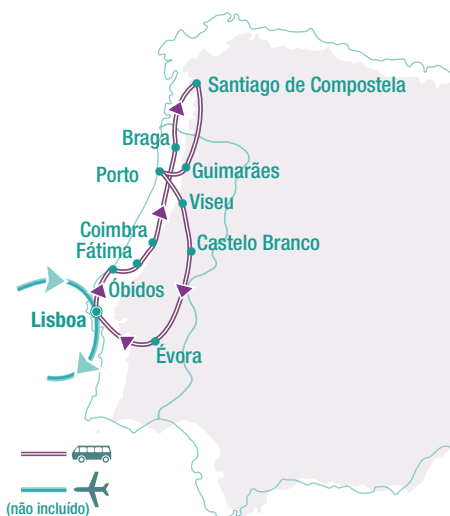 Santiago de Compostela
Braga
Guimarães
Porto
Viseu
Coimbra
Castelo Branco
Fátima
Óbidos
Lisboa
Évora
(não incluído)